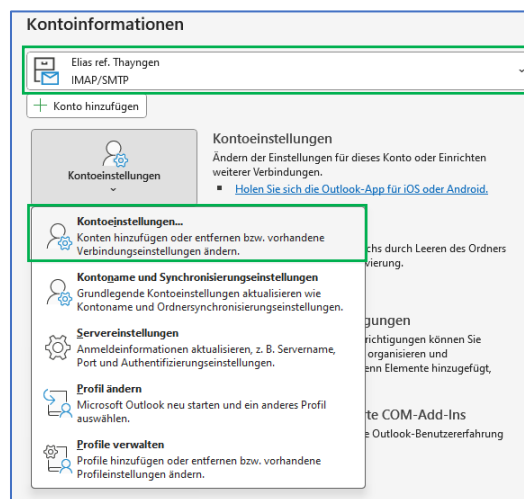 Kontoinformationen
Elias ref. Thayngen
IMAP/SMTP
Konto hinzufügen
Kontoeinstellungen
Kontoeinstellungen
Ändern der Einstellungen für dieses Konto oder Einrichten
weiterer Verbindungen.
Holen Sie sich die Outlook-App für iOS oder Android.
Kontoeinstellungen...
Konten hinzufügen oder entfernen bzw. vorhandene
Verbindungseinstellungen ändern.
chs durch Leeren des Ordners
vierung.
Kontoname und Synchronisierungseinstellungen
Grundlegende Kontoeinstellungen aktualisieren wie
Kontoname und Ordnersynchronisierungseinstellungen.
gungen
richtigungen können Sie
organisieren und
enn Elemente hinzugefügt,
Servereinstellungen
Anmeldeinformationen aktualisieren, z. B. Servername,
Port und Authentifizierungseinstellungen.
Profil ändern
Microsoft Outlook neu starten und ein anderes Profil
auswählen.
te COM-Add-Ins
e Outlook-Benutzererfahrung
Profile verwalten
Profile hinzufügen oder entfernen bzw. vorhandene
Profileinstellungen ändern.